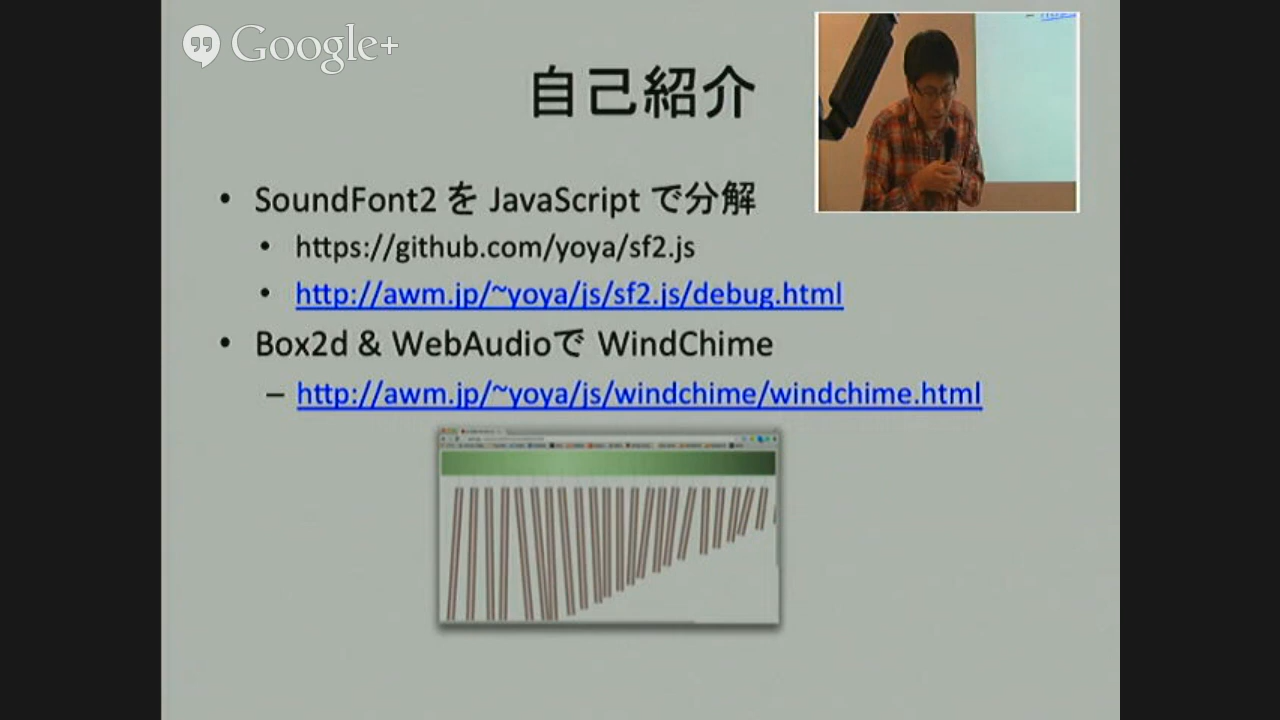 Google+
自己紹介
• SoundFont2 を JavaScript で分解
• https://github.com/yoya/sf2.js
• http://awm.jp/~yoya/js/sf2.js/debug.html
• Box2d & WebAudioで WindChime
– http://awm.jp/~yoya/js/windchime/windchime.html